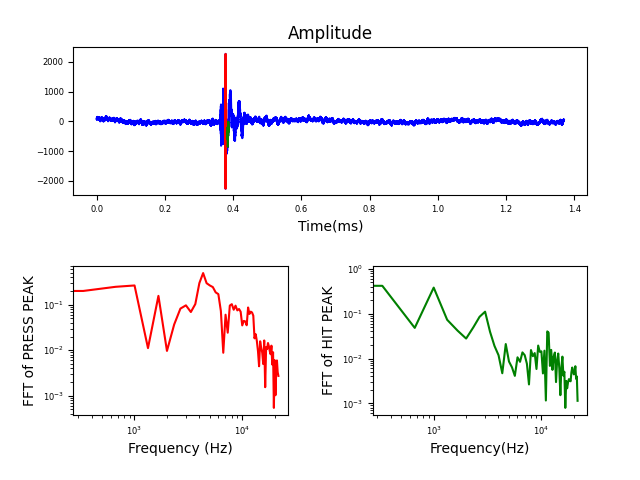 Amplitude
2000
1000
0
−1000
−2000
0.0 0.2 0.4 0.6 0.8 1.0 1.2 1.4
Time(ms)
FFT of PRESS PEAK
10⁻¹
10⁻²
10⁻³
10³ 10⁴
Frequency (Hz)
FFT of HIT PEAK
10⁰
10⁻¹
10⁻²
10⁻³
10³ 10⁴
Frequency(Hz)